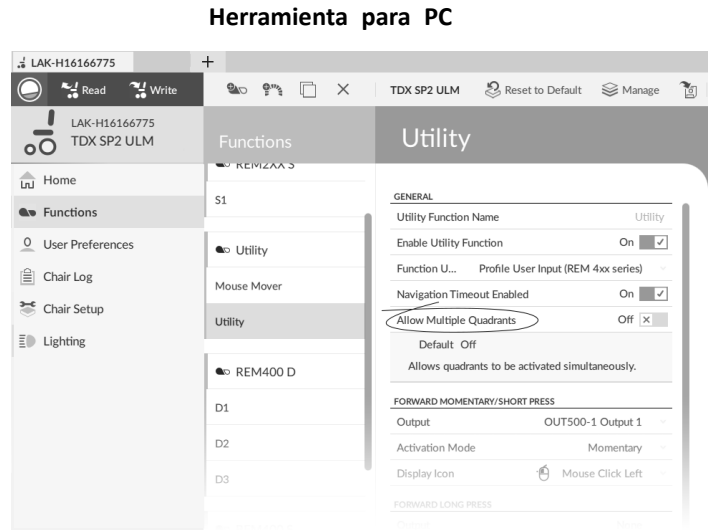 Herramienta para PC
LAK-H16166775
+
Read
Write
TDX SP2 ULM
Reset to Default
Manage
LAK-H16166775
TDX SP2 ULM
Functions
Utility
Home
Functions
User Preferences
Chair Log
Chair Setup
Lighting
REM2XX S
S1
Utility
Mouse Mover
Utility
REM400 D
D1
D2
D3
GENERAL
Utility Function Name Utility
Enable Utility Function On
Function U... Profile User Input (REM 4xx series)
Navigation Timeout Enabled On
Allow Multiple Quadrants Off
Default Off
Allows quadrants to be activated simultaneously.
FORWARD MOMENTARY/SHORT PRESS
Output OUT500-1 Output 1
Activation Mode Momentary
Display Icon Mouse Click Left
FORWARD LONG PRESS